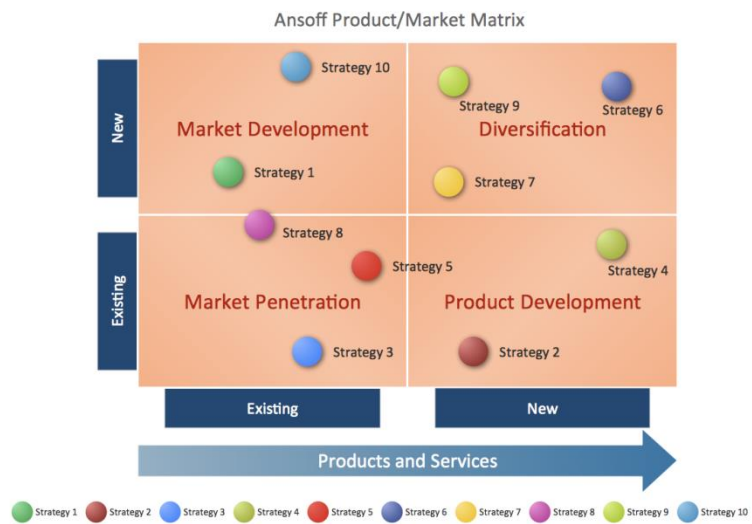 Ansoff Product/Market Matrix
New
Strategy 10
Strategy 9
Strategy 6
Market Development
Diversification
Strategy 1
Strategy 7
Existing
Strategy 8
Strategy 5
Strategy 4
Market Penetration
Product Development
Strategy 3
Strategy 2
Existing
New
Products and Services
Strategy 1 Strategy 2 Strategy 3 Strategy 4 Strategy 5 Strategy 6 Strategy 7 Strategy 8 Strategy 9 Strategy 10